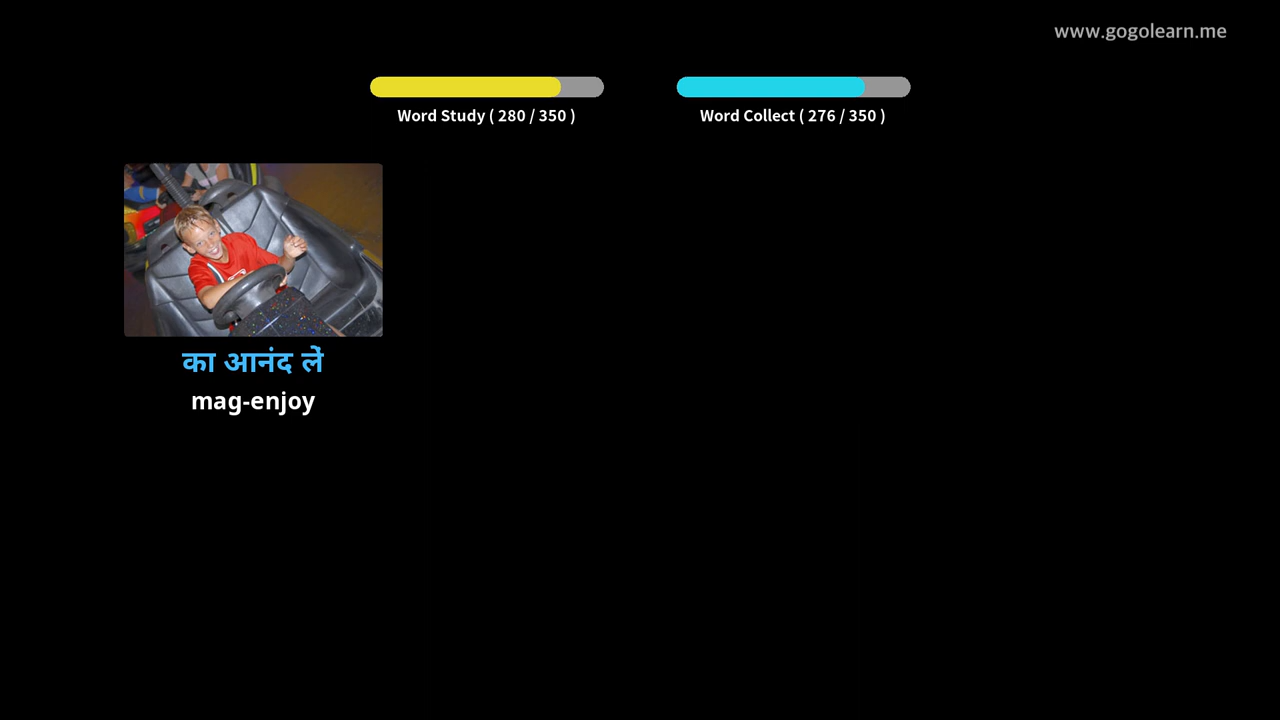 www.gogolearn.me
Word Study ( 280 / 350 )
Word Collect ( 276 / 350 )
का आनंद लें
mag-enjoy